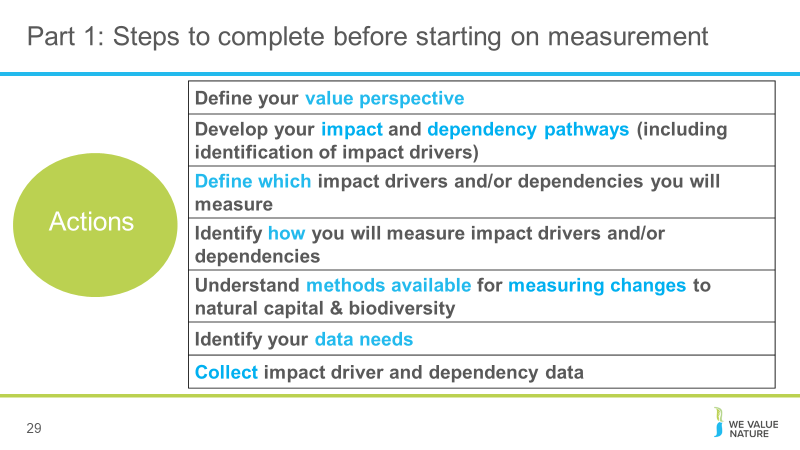 Part 1: Steps to complete before starting on measurement
Actions
Define your value perspective
Develop your impact and dependency pathways (including
identification of impact drivers)
Define which impact drivers and/or dependencies you will
measure
Identify how you will measure impact drivers and/or
dependencies
Understand methods available for measuring changes to
natural capital & biodiversity
Identify your data needs
Collect impact driver and dependency data
29
WE VALUE
NATURE